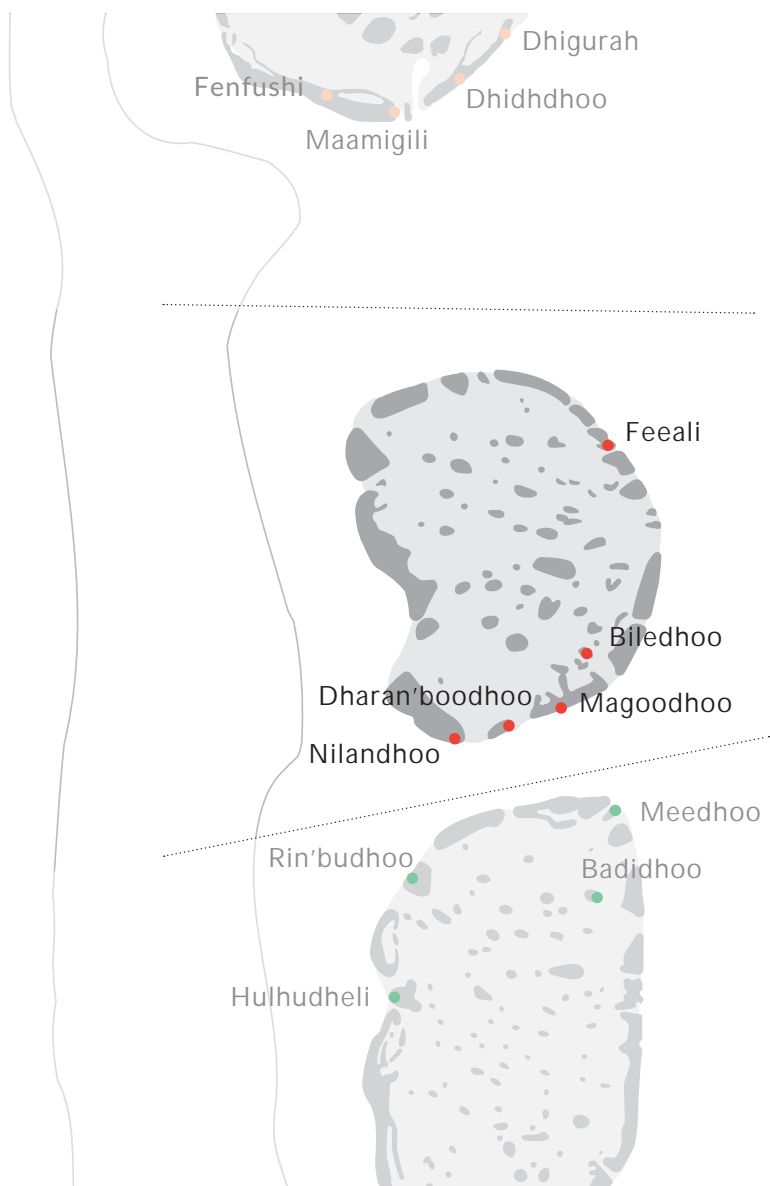 Dhigurah
Fenfushi
Dhidhdhoo
Maamigili
Feeali
Biledhoo
Dharan'boodhoo
Magoodhoo
Nilandhoo
Meedhoo
Rin'budhoo
Badidhoo
Hulhudheli